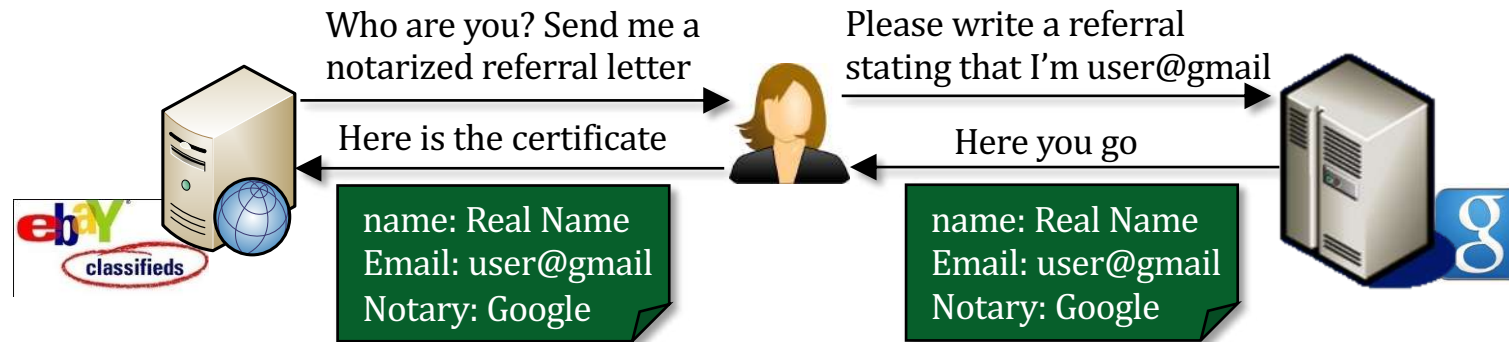 Who are you? Send me a
notarized referral letter
Please write a referral
stating that I'm user@gmail
Here is the certificate
Here you go
ebaY
classifieds
name: Real Name
Email: user@gmail
Notary: Google
name: Real Name
Email: user@gmail
Notary: Google
g